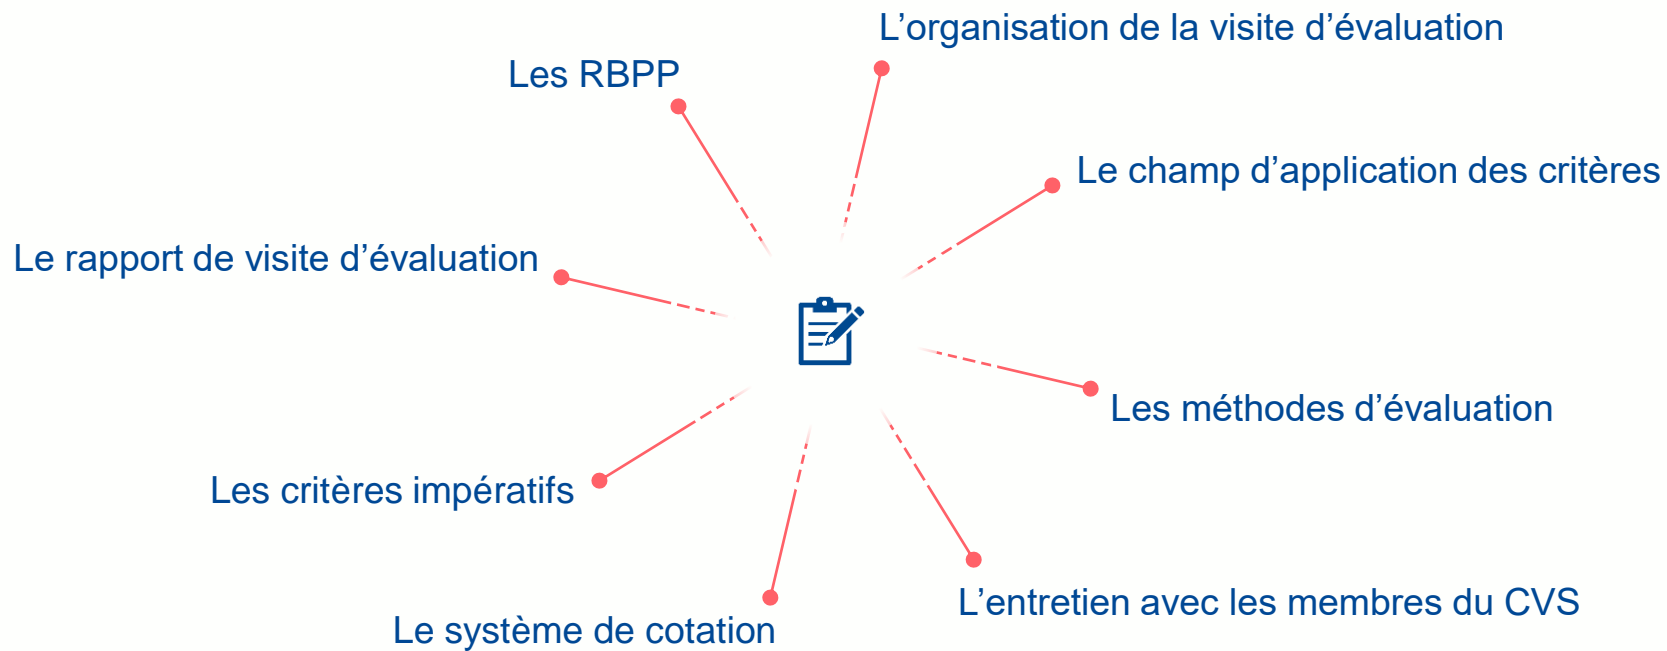 L’organisation de la visite d’évaluation
Les RBPP
Le champ d’application des critères
Le rapport de visite d’évaluation
Les méthodes d’évaluation
Les critères impératifs
L’entretien avec les membres du CVS
Le système de cotation